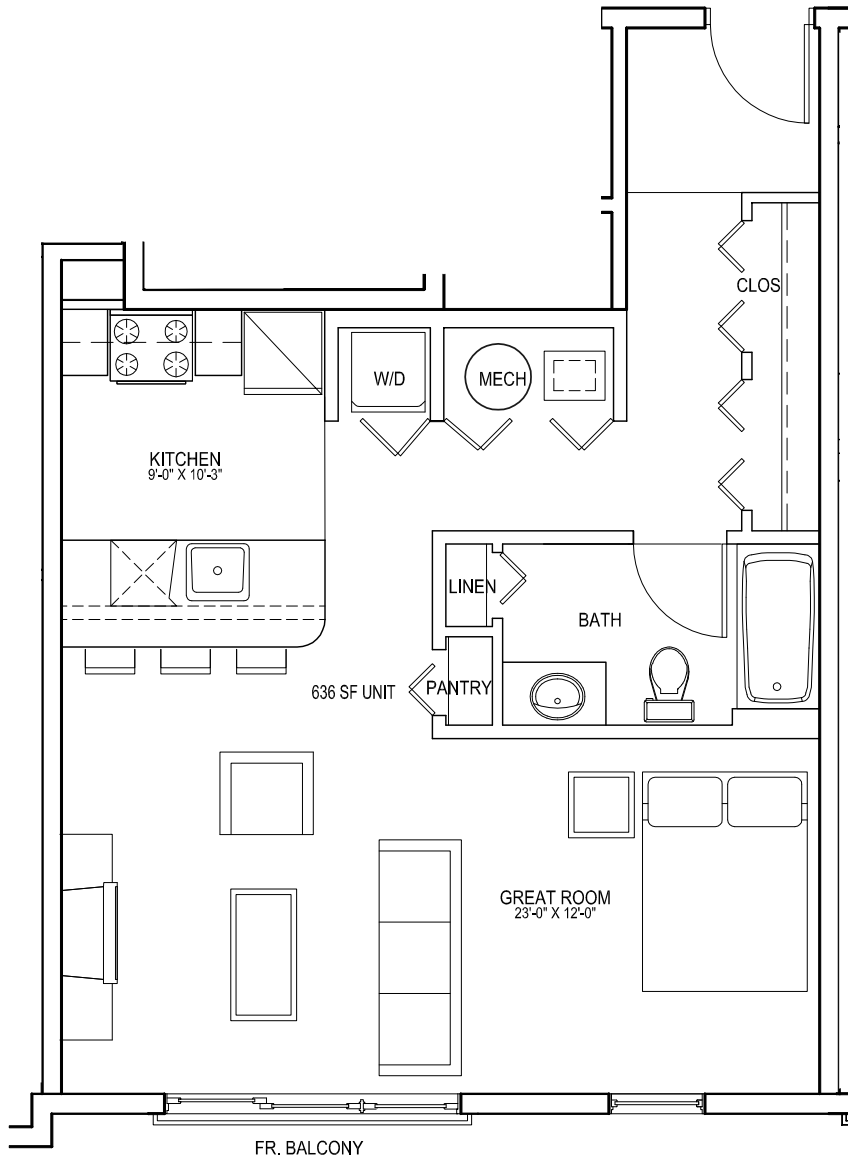 CLOS
W/D
MECH
KITCHEN
9'-0" X 10'-3"
LINEN
BATH
636 SF UNIT
PANTRY
GREAT ROOM
23'-0" X 12'-0"
FR. BALCONY